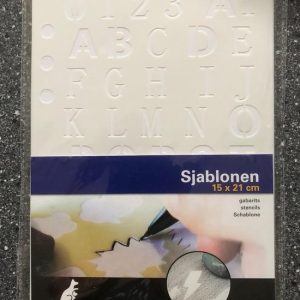 0 1 2 3 A
A B C D E
F G H I J
K L M N O
Sjablonen
15 x 21 cm
gabarits
stencils
Schablone